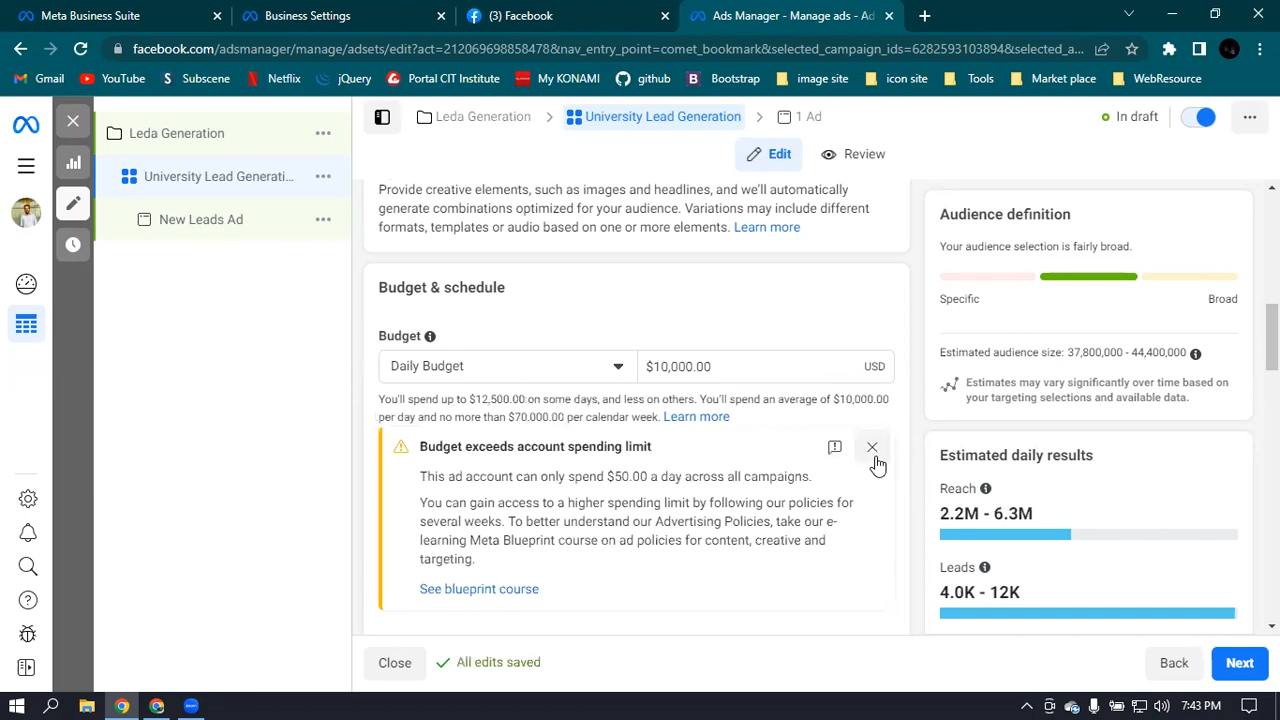 Meta Business Suite
Business Settings
(3) Facebook
Ads Manager - Manage ads - Ad
facebook.com/adsmanager/manage/adsets/edit?act=212069698858478&nav_entry_point=comet_bookmark&selected_campaign_ids=6282593103894&selected_a...
Gmail
YouTube
Subscene
Netflix
jQuery
Portal CIT Institute
My KONAMI
github
Bootstrap
image site
icon site
Tools
Market place
WebResource
Leda Generation
University Lead Generati...
New Leads Ad
Leda Generation
University Lead Generation
1 Ad
In draft
Edit
Review
Provide creative elements, such as images and headlines, and we'll automatically
generate combinations optimized for your audience. Variations may include different
formats, templates or audio based on one or more elements. Learn more
Budget & schedule
Budget
Daily Budget
$10,000.00
USD
You'll spend up to $12,500.00 on some days, and less on others. You'll spend an average of $10,000.00
per day and no more than $70,000.00 per calendar week. Learn more
Budget exceeds account spending limit
This ad account can only spend $50.00 a day across all campaigns.
You can gain access to a higher spending limit by following our policies for
several weeks. To better understand our Advertising Policies, take our e-
learning Meta Blueprint course on ad policies for content, creative and
targeting.
See blueprint course
Audience definition
Your audience selection is fairly broad.
Specific
Broad
Estimated audience size: 37,800,000 - 44,400,000
Estimates may vary significantly over time based on
your targeting selections and available data.
Estimated daily results
Reach
2.2M - 6.3M
Leads
4.0K - 12K
Close
All edits saved
Back
Next
7:43 PM